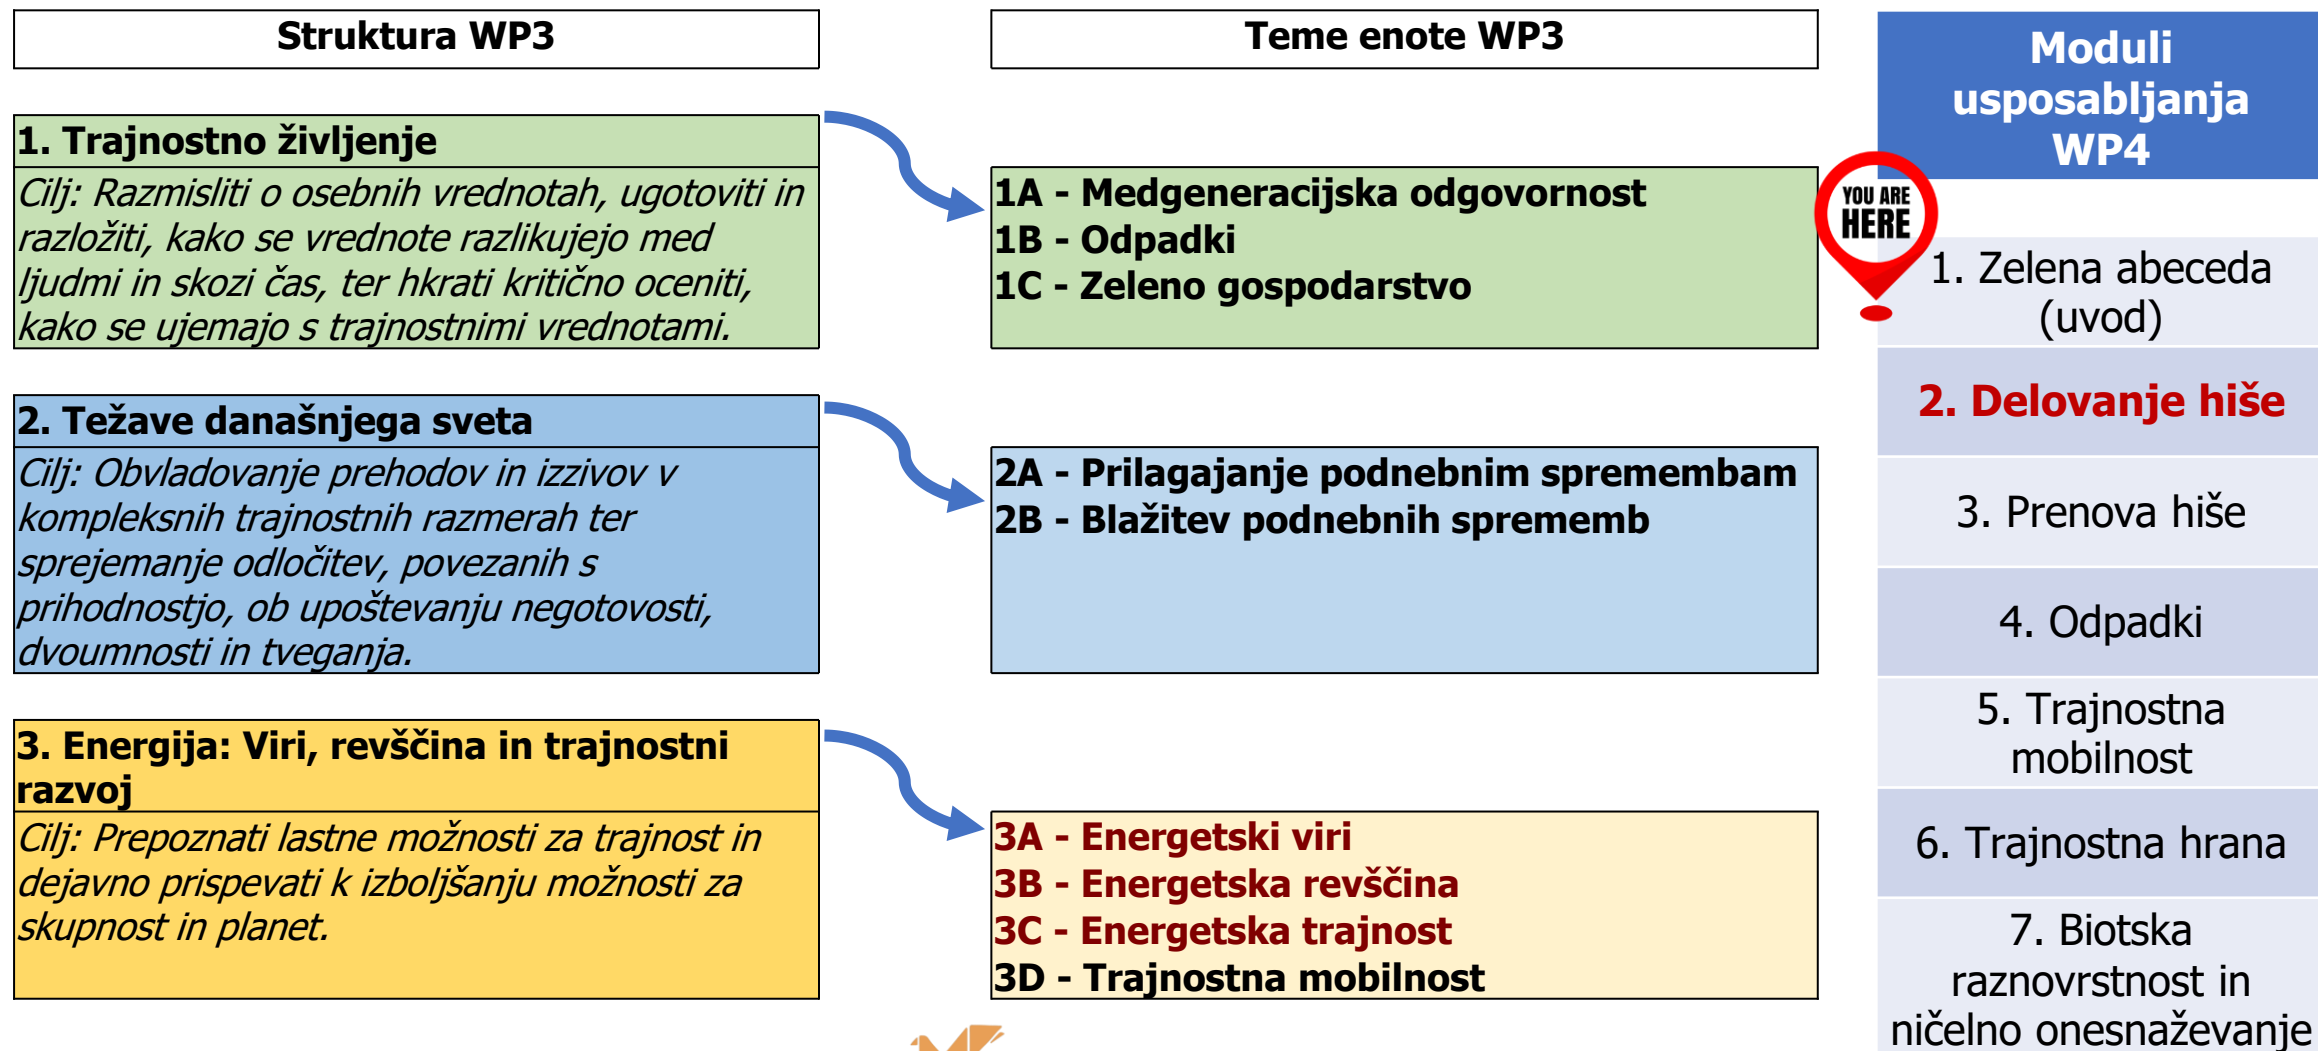 Struktura WP3
1. Trajnostno življenje
Cilj: Razmisliti o osebnih vrednotah, ugotoviti in
razložiti, kako se vrednote razlikujejo med
ljudmi in skozi čas, ter hkrati kritično oceniti,
kako se ujemajo s trajnostnimi vrednotami.
2. Težave današnjega sveta
Cilj: Obvladovanje prehodov in izzivov v
kompleksnih trajnostnih razmerah ter
sprejemanje odločitev, povezanih s
prihodnostjo, ob upoštevanju negotovosti,
dvoumnosti in tveganja.
3. Energija: Viri, revščina in trajnostni
razvoj
Cilj: Prepoznati lastne možnosti za trajnost in
dejavno prispevati k izboljšanju možnosti za
skupnost in planet.
Teme enote WP3
1A - Medgeneracijska odgovornost
1B - Odpadki
1C - Zeleno gospodarstvo
2A - Prilagajanje podnebnim spremembam
2B - Blažitev podnebnih sprememb
3A - Energetski viri
3B - Energetska revščina
3C - Energetska trajnost
3D - Trajnostna mobilnost
Moduli
usposabljanja
WP4
YOU ARE
HERE
1. Zelena abeceda
(uvod)
2. Delovanje hiše
3. Prenova hiše
4. Odpadki
5. Trajnostna
mobilnost
6. Trajnostna hrana
7. Biotska
raznovrstnost in
ničelno onesnaževanje